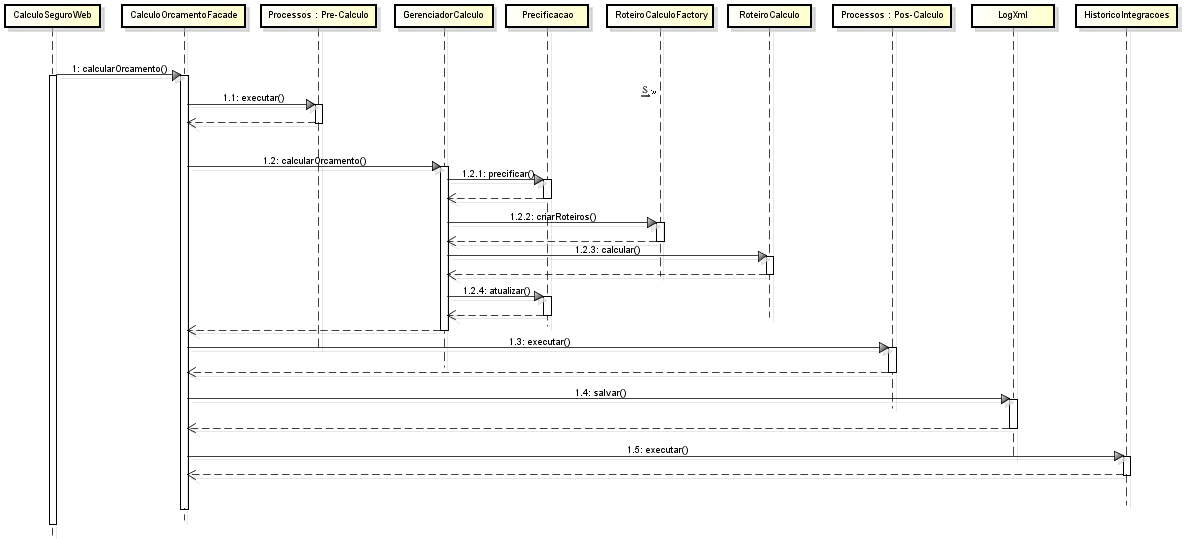 CalculoSeguroWeb
CalculoOrcamentoFacade
Processos : Pre-Calculo
GerenciadorCalculo
Precificacao
RoteiroCalculoFactory
RoteiroCalculo
Processos : Pos-Calculo
LogXml
HistoricoIntegracoes
1: calcularOrcamento()
S »
1.1: executar()
1.2: calcularOrcamento()
1.2.1: precificar()
1.2.2: criarRoteiros()
1.2.3: calcular()
1.2.4: atualizar()
1.3: executar()
1.4: salvar()
1.5: executar()